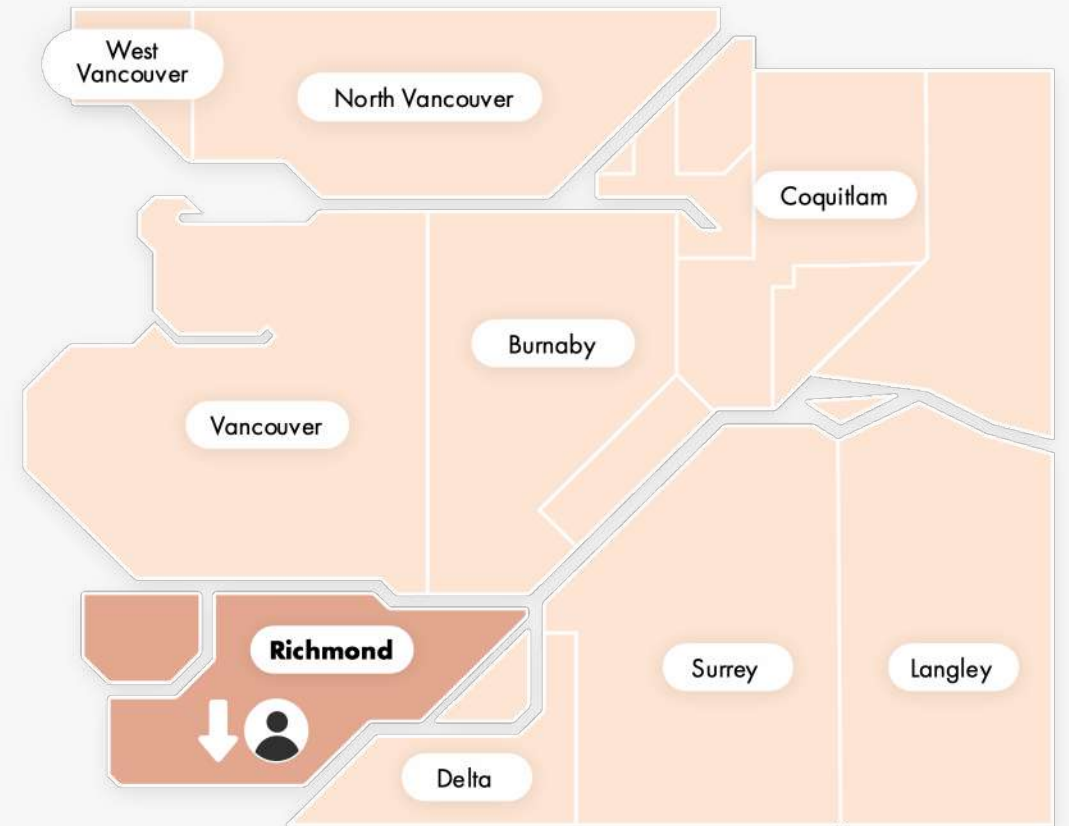 West
Vancouver
North Vancouver
Coquitlam
Burnaby
Vancouver
Richmond
Surrey
Langley
Delta